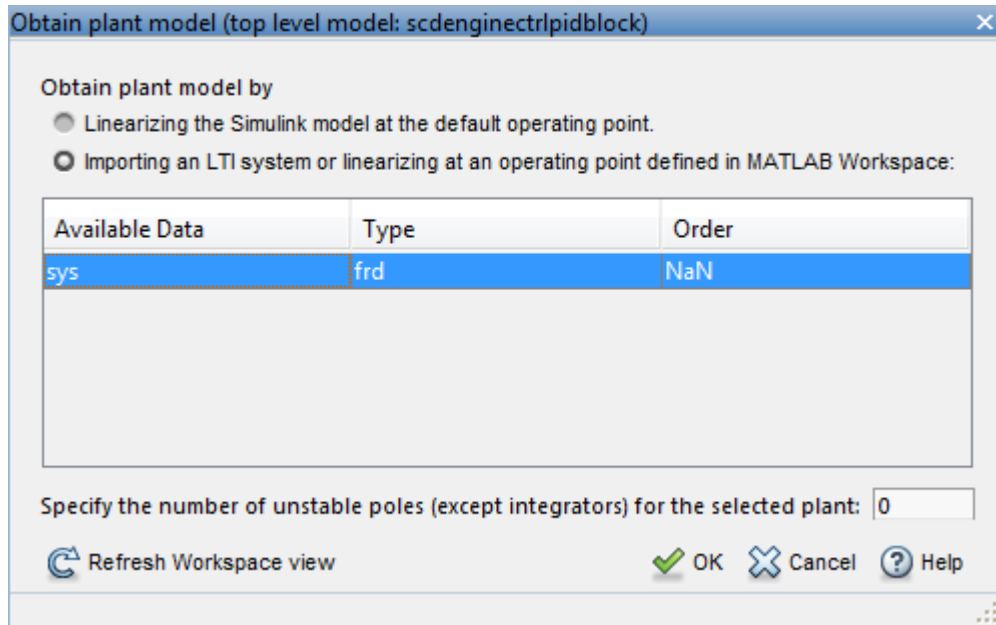 Obtain plant model (top level model: scdenginectrlpidblock)
Obtain plant model by
Linearizing the Simulink model at the default operating point.
Importing an LTI system or linearizing at an operating point defined in MATLAB Workspace:
Available Data Type Order
sys frd NaN
Specify the number of unstable poles (except integrators) for the selected plant: 0
Refresh Workspace view OK Cancel ? Help